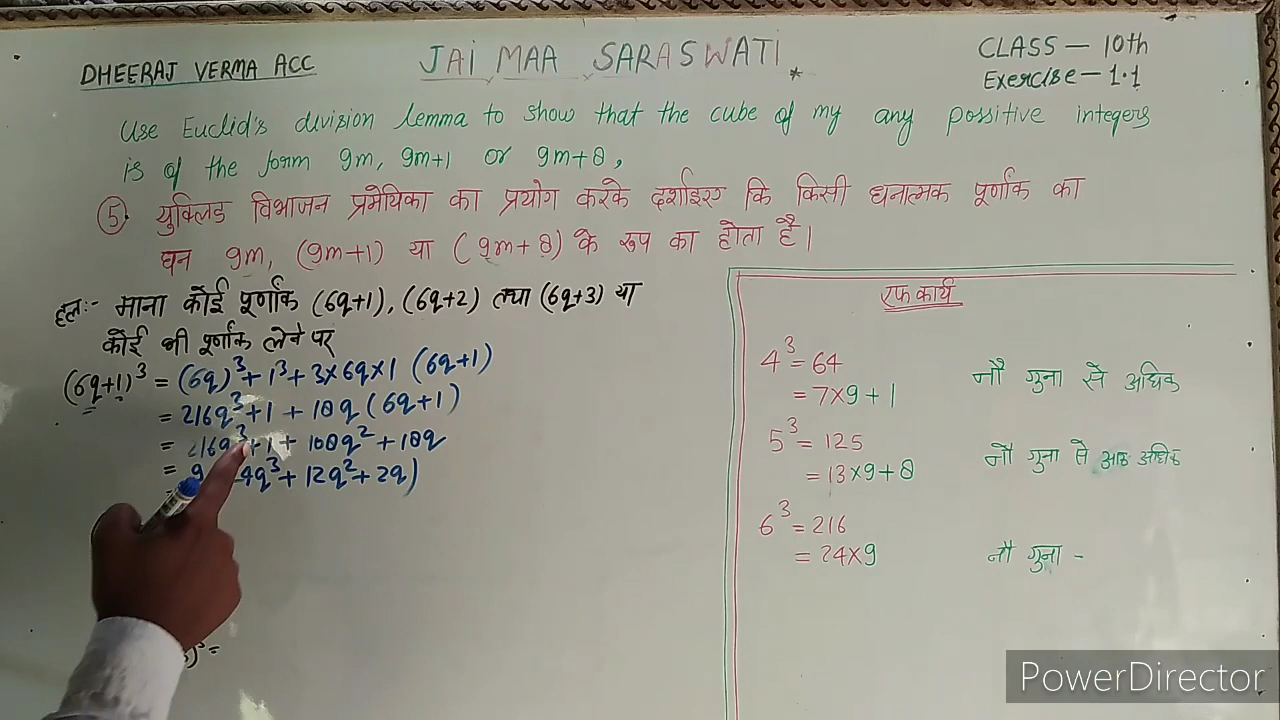 DHEERAJ VERMA ACC
JAI MAA SARASWATI
CLASS — 10th
Exercise — 1.1
Use Euclid's division lemma to show that the cube of my any possitive integers
is of the form 9m, 9m+1 or 9m+8,
⑤ युक्लिड विभाजन प्रमेयिका का प्रयोग करके दर्शाइए कि किसी धनात्मक पूर्णांक का
घन 9m, (9m+1) या (9m+8) के रूप का होता है।
हल:- माना कोई पूर्णांक (6q+1), (6q+2) तथा (6q+3) या
कोई भी पूर्णांक लेने पर
(6q+1)³ = (6q)³+1³+3×6q×1 (6q+1)
= 216q³+1 + 18q (6q+1)
= 216q³+1+ 108q²+18q
= 9 4q³+12q²+2q)
)³=
रफ कार्य
4³=64
=7×9+1
नौ गुना से अधिक
5³=125
=13×9+8
नौ गुना से आठ अधिक
6³=216
=24×9
नौ गुना -
PowerDirector